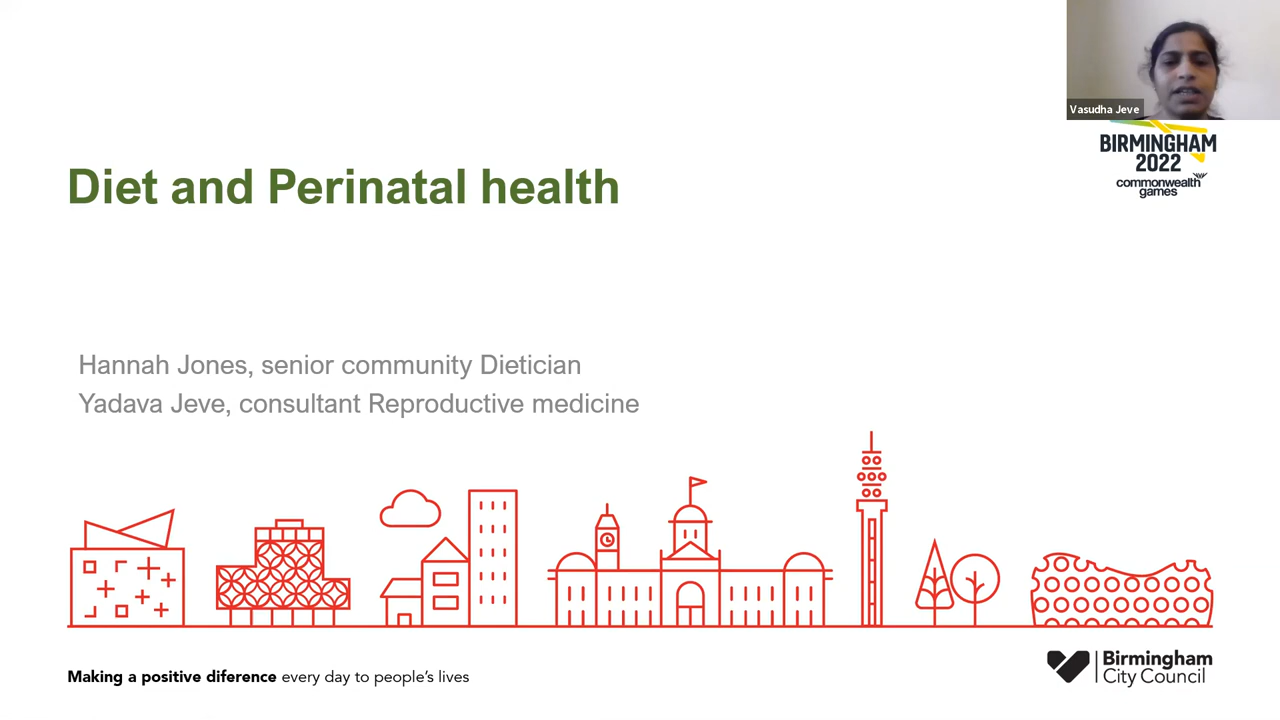 Vasudha Jeve
BIRMINGHAM
2022
commonwealth
games
Diet and Perinatal health
Hannah Jones, senior community Dietician
Yadava Jeve, consultant Reproductive medicine
Making a positive diference every day to people's lives
Birmingham
City Council